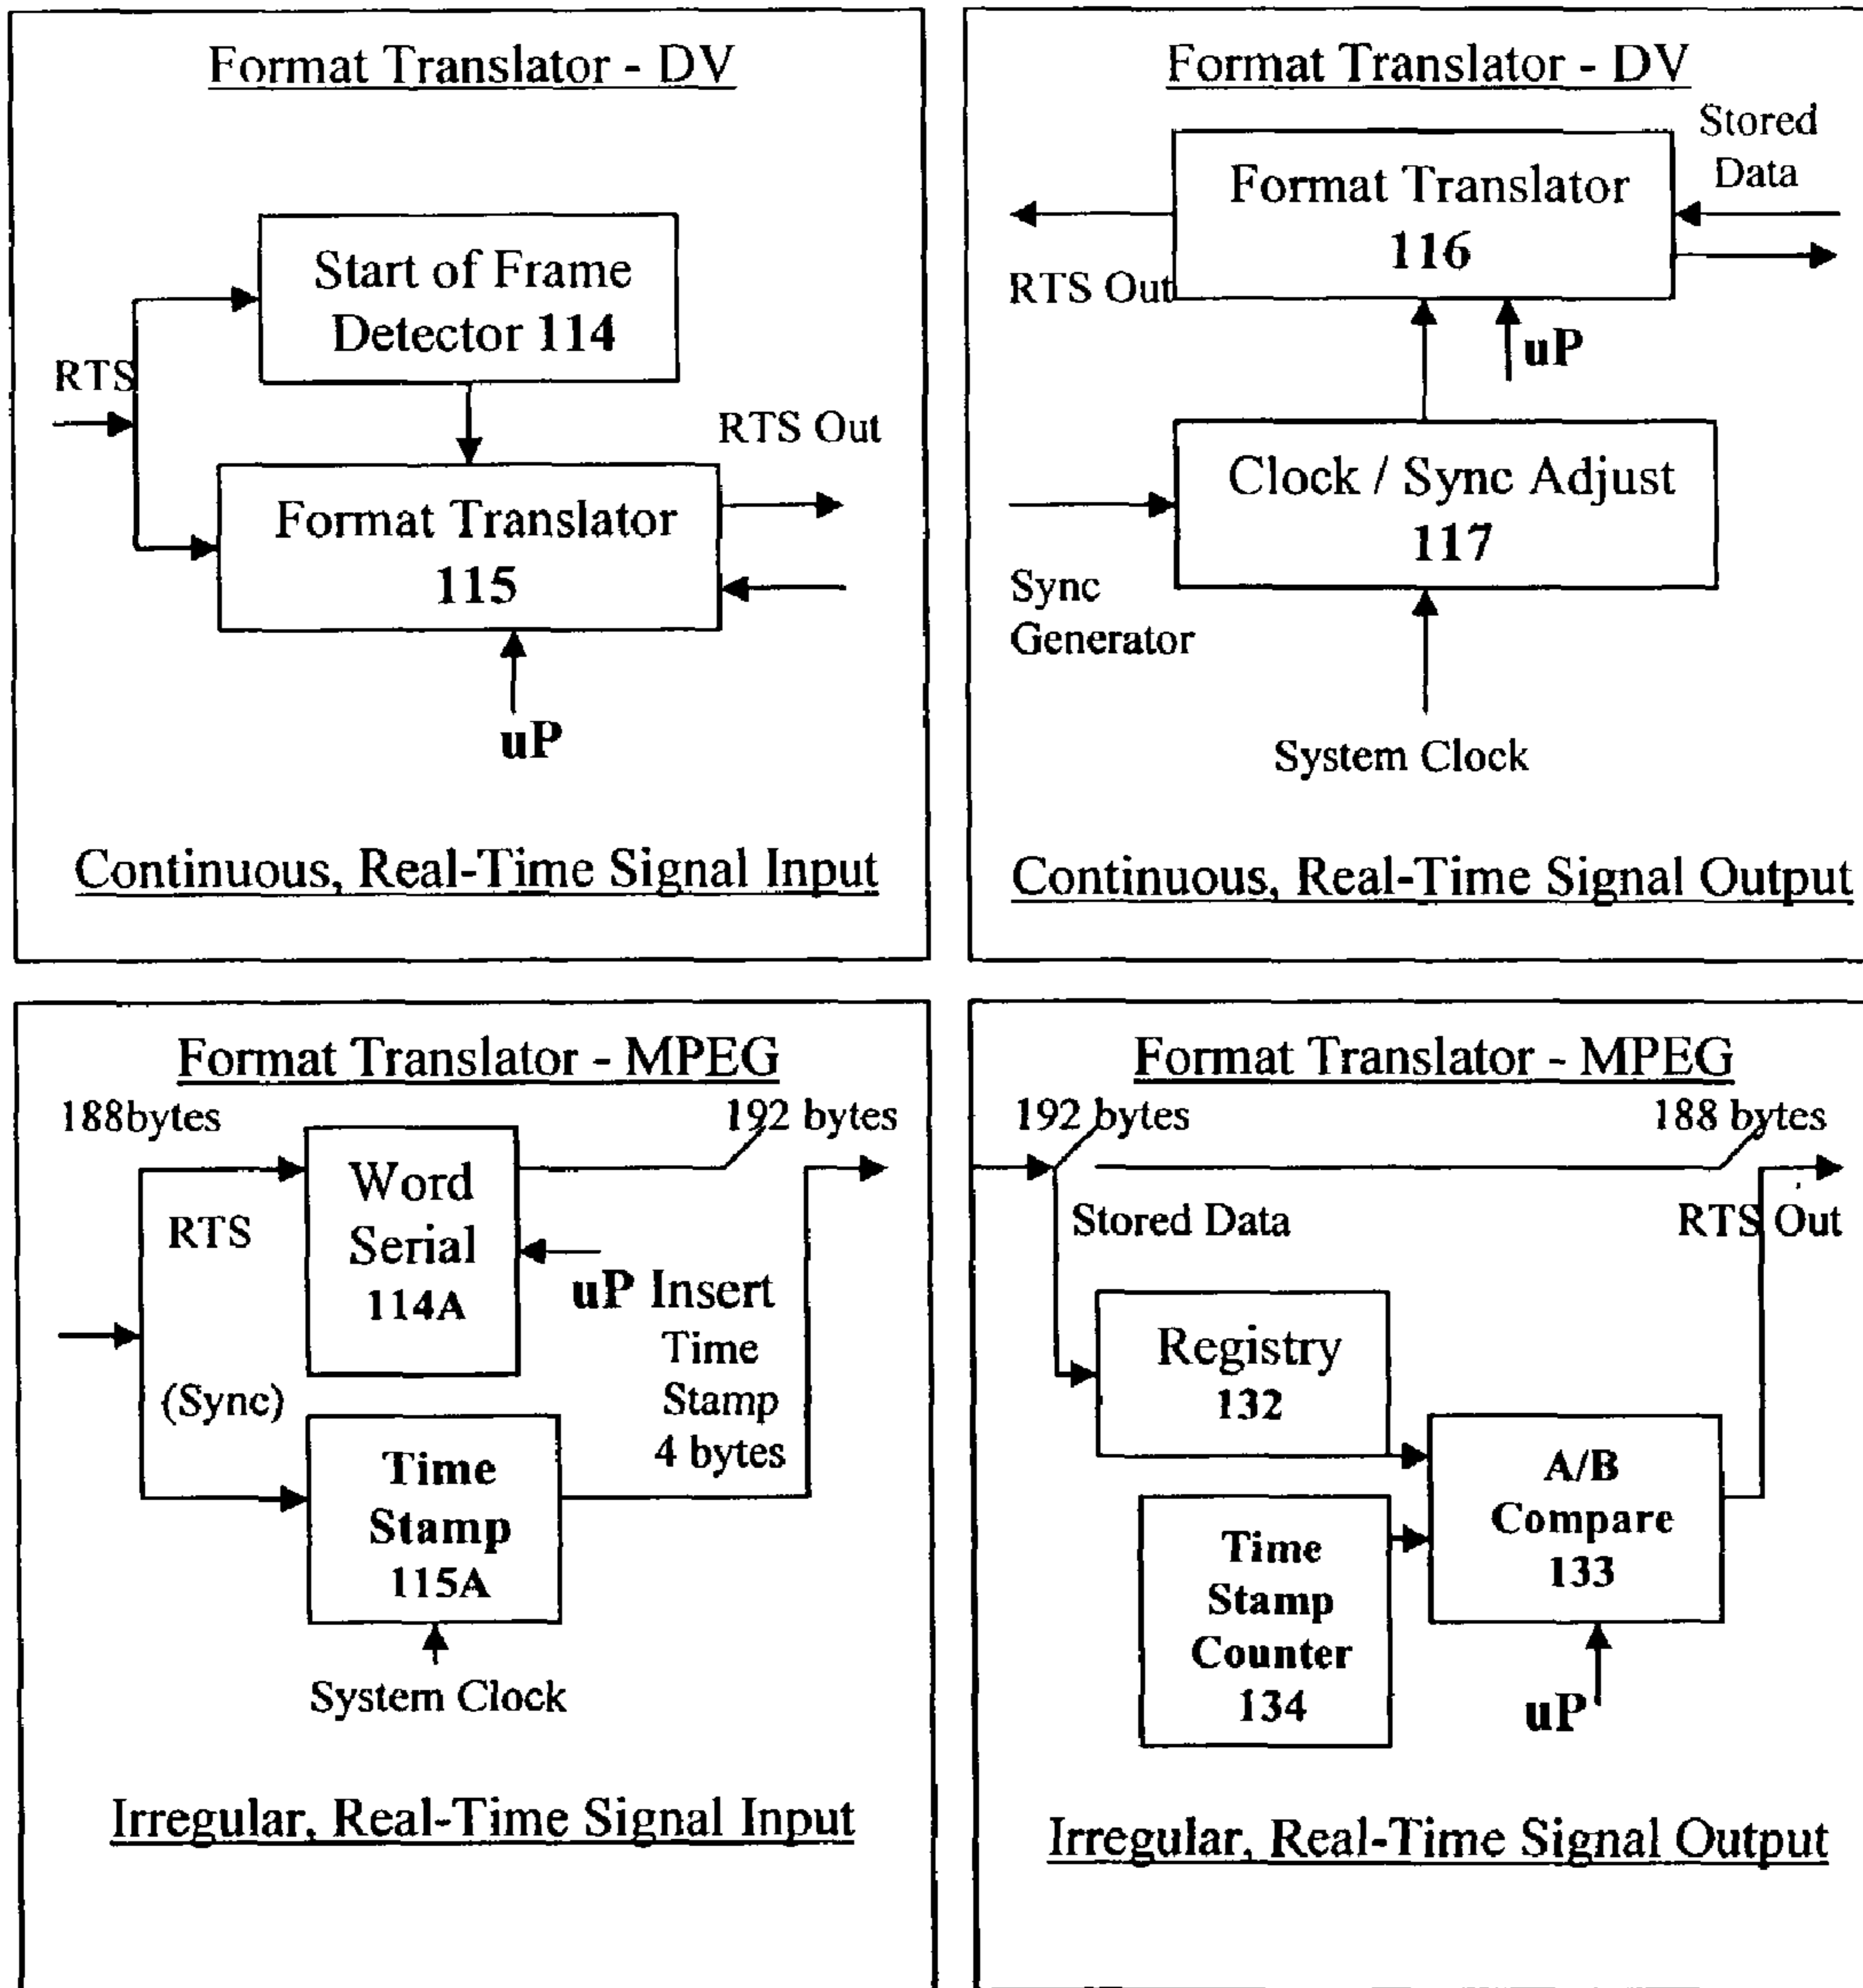 Format Translator - DV
Start of Frame
Detector 114
RTS
RTS Out
Format Translator
115
uP
Continuous, Real-Time Signal Input
Format Translator - DV
Stored
Data
Format Translator
116
RTS Out
uP
Clock / Sync Adjust
117
Sync
Generator
System Clock
Continuous, Real-Time Signal Output
Format Translator - MPEG
188bytes
192 bytes
Word
Serial
114A
RTS
uP Insert
Time
Stamp
4 bytes
(Sync)
Time
Stamp
115A
System Clock
Irregular, Real-Time Signal Input
Format Translator - MPEG
192 bytes
188 bytes
Stored Data
RTS Out
Registry
132
A/B
Compare
133
Time
Stamp
Counter
134
uP
Irregular, Real-Time Signal Output